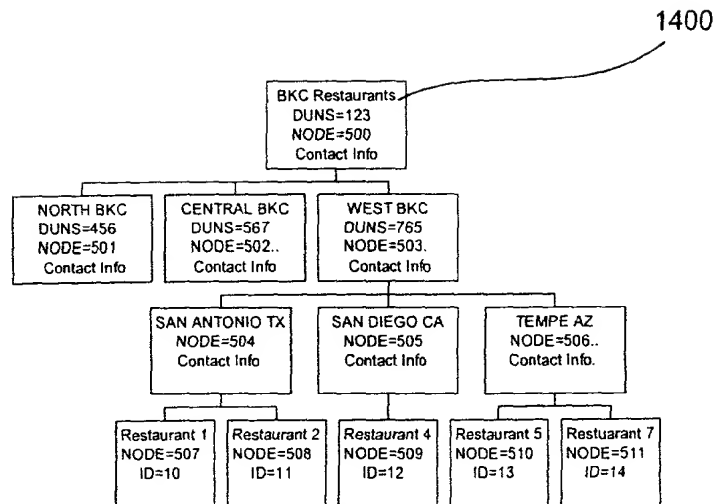 1400
BKC Restaurants
DUNS=123
NODE=500
Contact Info
NORTH BKC
DUNS=456
NODE=501
Contact Info
CENTRAL BKC
DUNS=567
NODE=502..
Contact Info
WEST BKC
DUNS=765
NODE=503.
Contact Info
SAN ANTONIO TX
NODE=504
Contact Info
SAN DIEGO CA
NODE=505
Contact Info
TEMPE AZ
NODE=506..
Contact Info.
Restaurant 1
NODE=507
ID=10
Restaurant 2
NODE=508
ID=11
Restaurant 4
NODE=509
ID=12
Restaurant 5
NODE=510
ID=13
Restuarant 7
NODE=511
ID=14